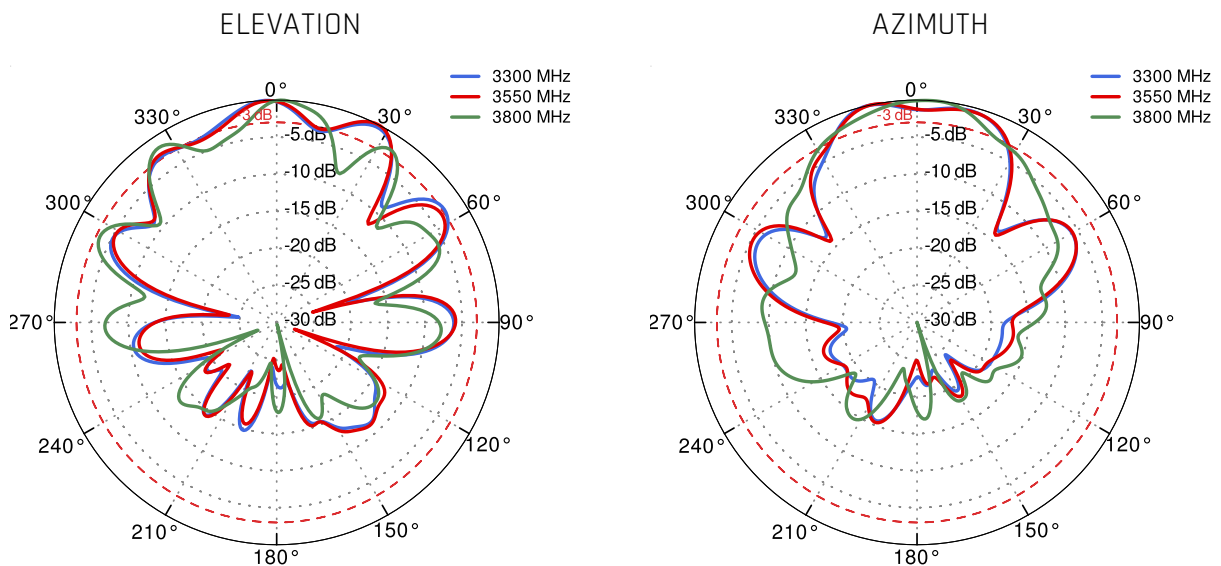 ELEVATION
3300 MHz
3550 MHz
3800 MHz
0°
30°
60°
90°
120°
150°
180°
210°
240°
270°
300°
330°
-3 dB
-5 dB
-10 dB
-15 dB
-20 dB
-25 dB
-30 dB
AZIMUTH
3300 MHz
3550 MHz
3800 MHz
0°
30°
60°
90°
120°
150°
180°
210°
240°
270°
300°
330°
-3 dB
-5 dB
-10 dB
-15 dB
-20 dB
-25 dB
-30 dB